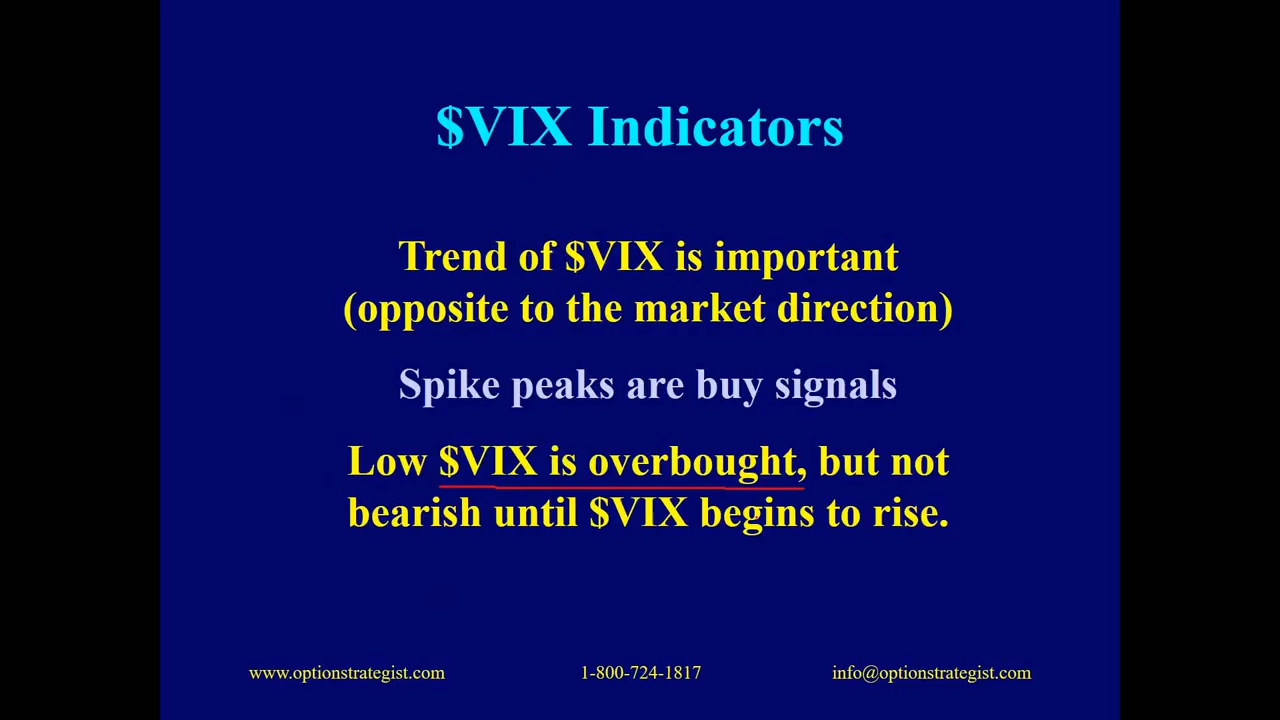 $VIX Indicators
Trend of $VIX is important
(opposite to the market direction)
Spike peaks are buy signals
Low $VIX is overbought, but not
bearish until $VIX begins to rise.
www.optionstrategist.com 1-800-724-1817 info@optionstrategist.com